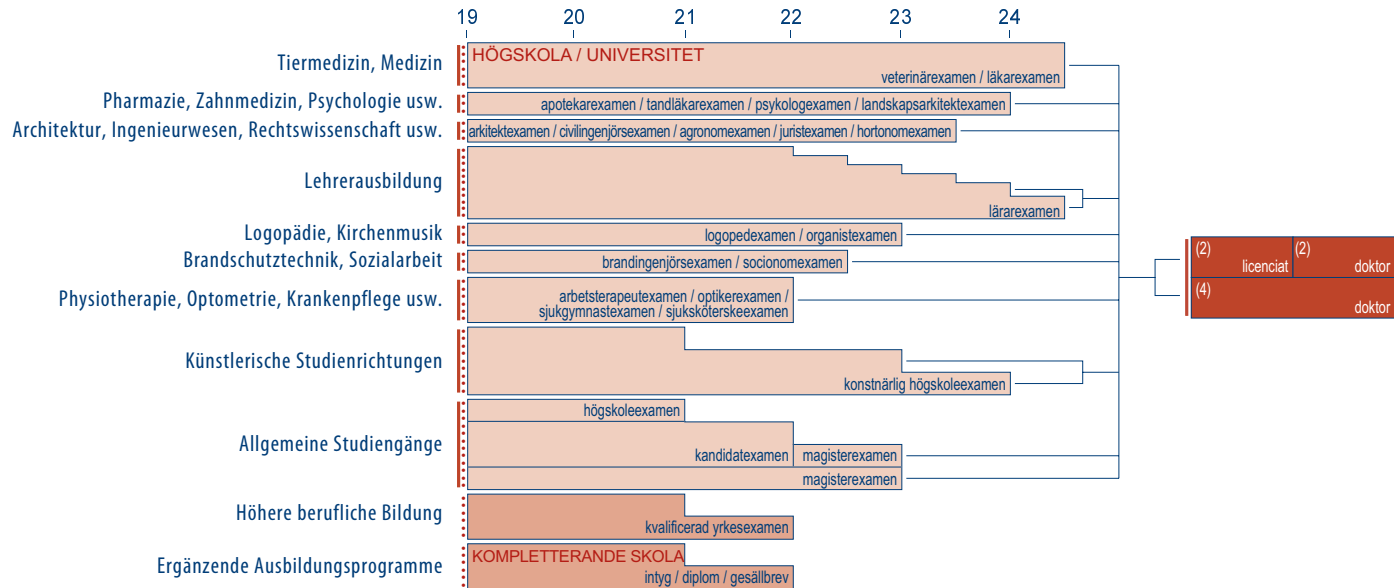 19 20 21 22 23 24
Tiermedizin, Medizin
HÖGSKOLA / UNIVERSITET
veterinärexamen / läkarexamen
Pharmazie, Zahnmedizin, Psychologie usw.
apotekarexamen / tandläkarexamen / psykologexamen / landskapsarkitektexamen
Architektur, Ingenieurwesen, Rechtswissenschaft usw.
arkitektexamen / civilingenjörsexamen / agronomexamen / juristexamen / hortonomexamen
Lehrerausbildung
lärarexamen
Logopädie, Kirchenmusik
logopedexamen / organistexamen
Brandschutztechnik, Sozialarbeit
brandingenjörsexamen / socionomexamen
(2) licenciat (2) doktor
(4) doktor
Physiotherapie, Optometrie, Krankenpflege usw.
arbetsterapeutexamen / optikerexamen /
sjukgymnastexamen / sjuksköterskeexamen
Künstlerische Studienrichtungen
konstnärlig högskoleexamen
Allgemeine Studiengänge
högskoleexamen
kandidatexamen magisterexamen
magisterexamen
Höhere berufliche Bildung
kvalificerad yrkesexamen
Ergänzende Ausbildungsprogramme
KOMPLETTERANDE SKOLA
intyg / diplom / gesällbrev